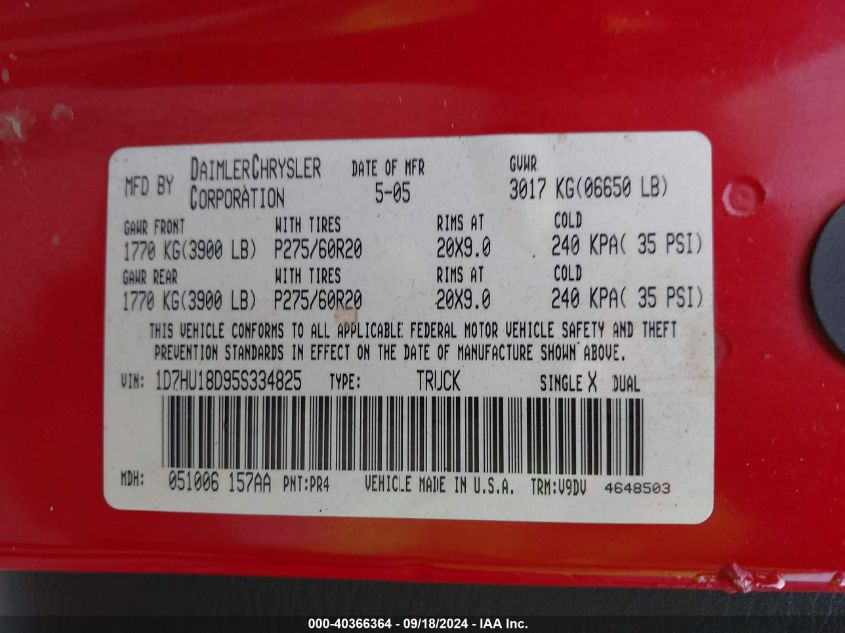 MFD BY DAIMLERCHRYSLER CORPORATION DATE OF MFR 5-05 GVWR 3017 KG(06650 LB)
GAWR FRONT WITH TIRES RIMS AT COLD
1770 KG(3900 LB) P275/60R20 20X9.0 240 KPA( 35 PSI)
GAWR REAR WITH TIRES RIMS AT COLD
1770 KG(3900 LB) P275/60R20 20X9.0 240 KPA( 35 PSI)
THIS VEHICLE CONFORMS TO ALL APPLICABLE FEDERAL MOTOR VEHICLE SAFETY AND THEFT
PREVENTION STANDARDS IN EFFECT ON THE DATE OF MANUFACTURE SHOWN ABOVE.
VIN: 1D7HU18D95S334825 TYPE: TRUCK SINGLE X DUAL
MDH: 051006 157AA PNT:PR4 VEHICLE MADE IN U.S.A. TRM:V9DV 4648503
000-40366364 - 09/18/2024 - IAA Inc.